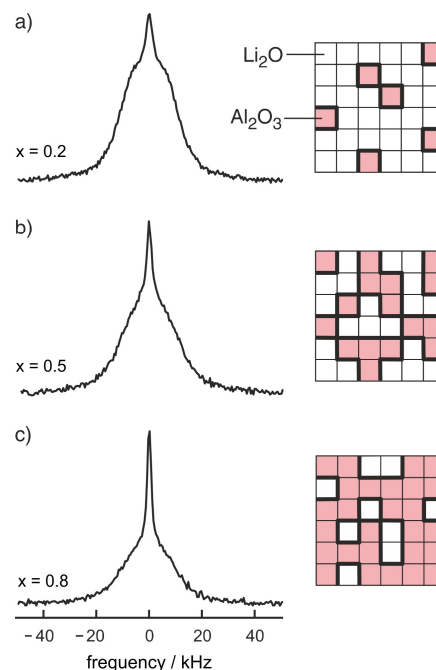 a)
Li₂O
Al₂O₃
x = 0.2
b)
x = 0.5
c)
x = 0.8
−40 −20 0 20 40
frequency / kHz